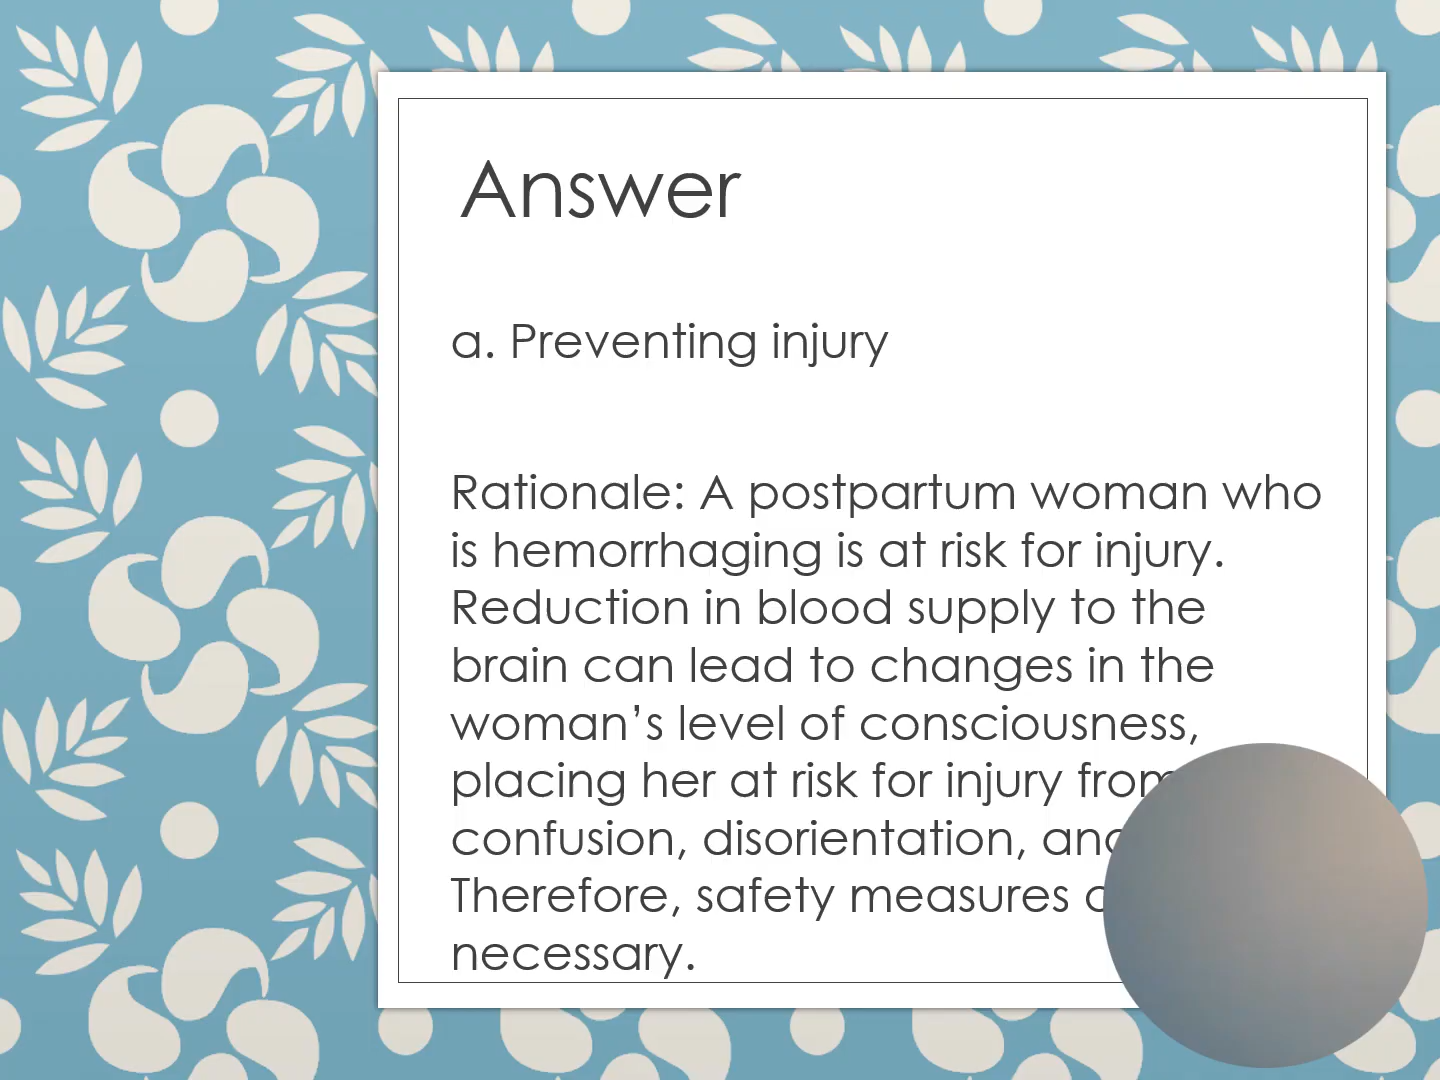 Answer
a. Preventing injury
Rationale: A postpartum woman who
is hemorrhaging is at risk for injury.
Reduction in blood supply to the
brain can lead to changes in the
woman’s level of consciousness,
placing her at risk for injury from
confusion, disorientation, and
Therefore, safety measures
necessary.